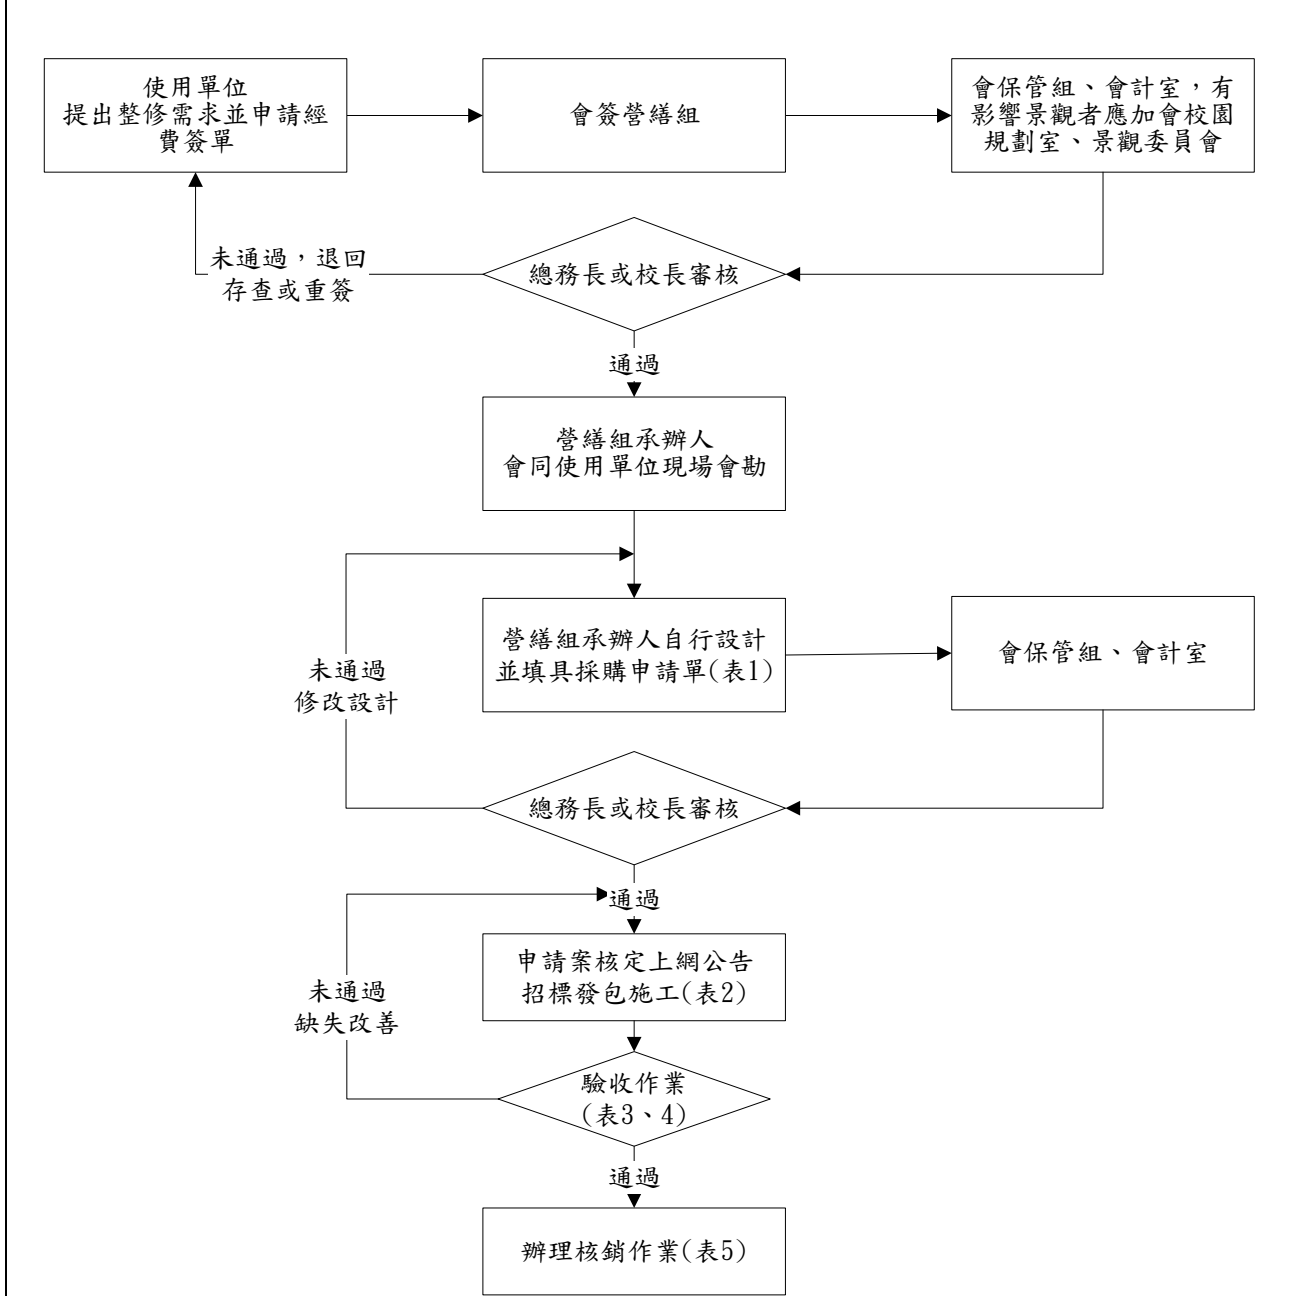 使用單位
提出整修需求並申請經
費簽單
會簽營繕組
會保管組、會計室，有
影響景觀者應加會校園
規劃室、景觀委員會
總務長或校長審核
未通過，退回
存查或重簽
通過
營繕組承辦人
會同使用單位現場會勘
營繕組承辦人自行設計
並填具採購申請單(表1)
會保管組、會計室
未通過
修改設計
總務長或校長審核
通過
申請案核定上網公告
招標發包施工(表2)
未通過
缺失改善
驗收作業
(表3、4)
通過
辦理核銷作業(表5)